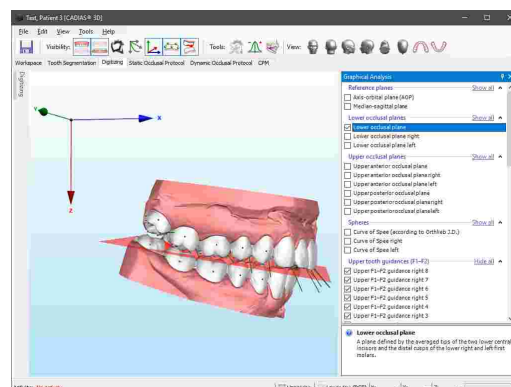 Test, Patient 3 [CADIAS® 3D]
File Edit View Tools Help
Visibility: Tools: View:
Workspace Tooth Segmentation Digitizing Static Occlusal Protocol Dynamic Occlusal Protocol CPM
Digitizing
Y
X
Z
Graphical Analysis
Reference planes Show all
Axis-orbital plane (AOP)
Median-sagittal plane
Lower occlusal planes Show all
Lower occlusal plane
Lower occlusal plane right
Lower occlusal plane left
Upper occlusal planes Show all
Upper anterior occlusal plane
Upper anterior occlusal plane right
Upper anterior occlusal plane left
Upper posterior occlusal plane
Upper posterior occlusal plane right
Upper posterior occlusal plane left
Spheres Show all
Curve of Spee (according to Orthlieb J.D.)
Curve of Spee right
Curve of Spee left
Upper tooth guidances (F1-F2) Hide all
Upper F1-F2 guidance right 8
Upper F1-F2 guidance right 7
Upper F1-F2 guidance right 6
Upper F1-F2 guidance right 5
Upper F1-F2 guidance right 4
Upper F1-F2 guidance right 3
Lower occlusal plane
A plane defined by the averaged tips of the two lower central
incisors and the distal cusps of the lower right and left first
molars.